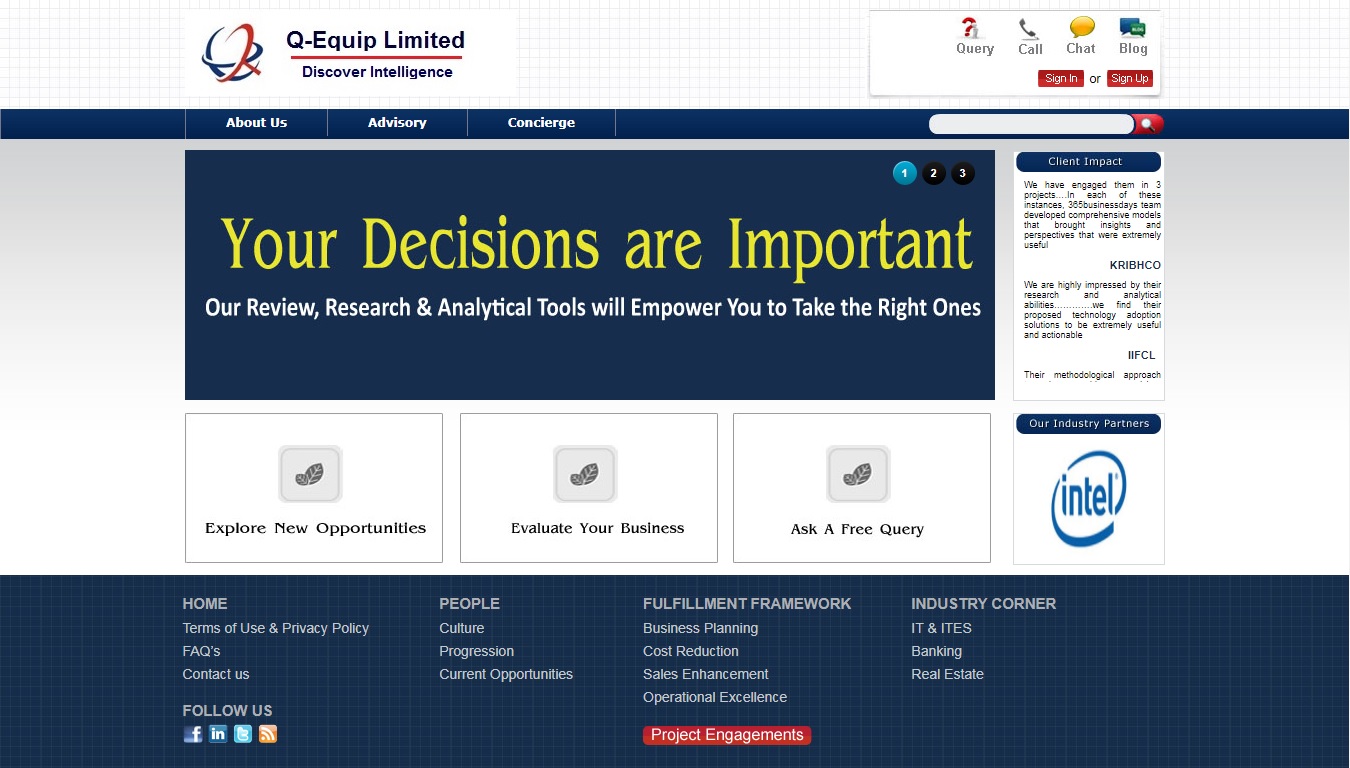 Q-Equip Limited
Discover Intelligence
Query
Call
Chat
Blog
Sign In or Sign Up
About Us
Advisory
Concierge
1 2 3
Your Decisions are Important
Our Review, Research & Analytical Tools will Empower You to Take the Right Ones
Client Impact
We have engaged them in 3
projects....In each of these
instances, 365businessdays team
developed comprehensive models
that brought insights and
perspectives that were extremely
useful
KRIBHCO
We are highly impressed by their
research and analytical
abilities.............we find their
proposed technology adoption
solutions to be extremely useful
and actionable
IIFCL
Their methodological approach
Explore New Opportunities
Evaluate Your Business
Ask A Free Query
Our Industry Partners
intel
HOME
Terms of Use & Privacy Policy
FAQ's
Contact us
FOLLOW US
f in t
PEOPLE
Culture
Progression
Current Opportunities
FULFILLMENT FRAMEWORK
Business Planning
Cost Reduction
Sales Enhancement
Operational Excellence
Project Engagements
INDUSTRY CORNER
IT & ITES
Banking
Real Estate